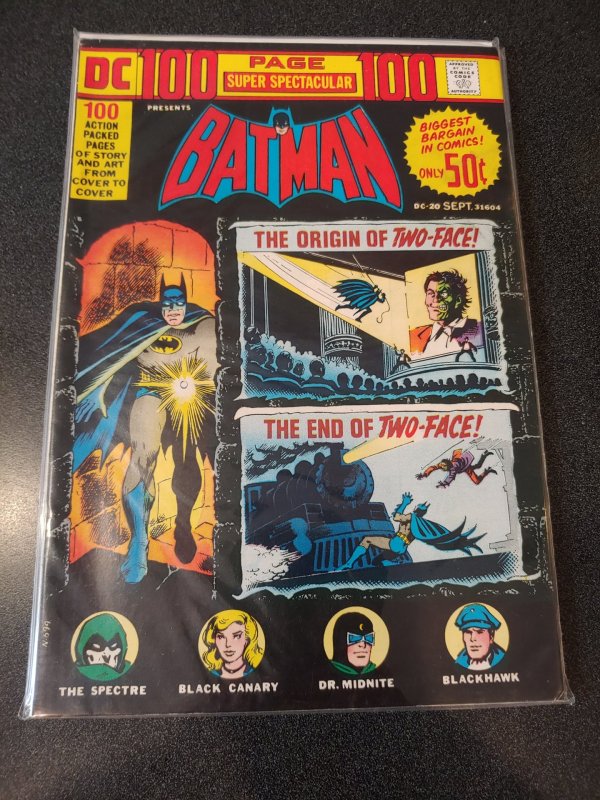 DC 100 PAGE SUPER SPECTACULAR 100
APPROVED
BY THE
COMICS
CODE
AUTHORITY
100
ACTION
PACKED
PAGES
OF STORY
AND ART
FROM
COVER TO
COVER
PRESENTS
BATMAN
BIGGEST
BARGAIN
IN COMICS!
ONLY 50¢
DC-20 SEPT. 31604
THE ORIGIN OF TWO-FACE!
THE END OF TWO-FACE!
N-699
THE SPECTRE
BLACK CANARY
DR. MIDNITE
BLACKHAWK